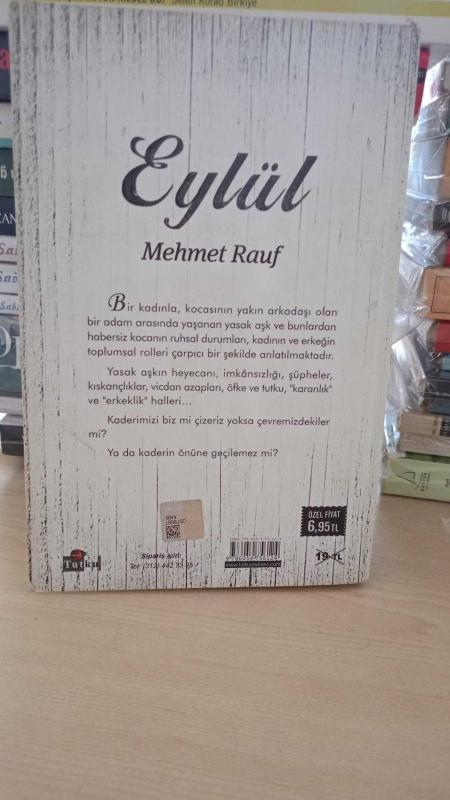 Selen Korad Birkiye
Eylül
Mehmet Rauf
Bir kadınla, kocasının yakın arkadaşı olan
bir adam arasında yaşanan yasak aşk ve bunlardan
habersiz kocanın ruhsal durumları, kadının ve erkeğin
toplumsal rolleri çarpıcı bir şekilde anlatılmaktadır.
Yasak aşkın heyecanı, imkânsızlığı, şüpheler,
kıskançlıklar, vicdan azapları, öfke ve tutku, "karanlık"
ve "erkeklik" halleri...
Kaderimizi biz mi çizeriz yoksa çevremizdekiler
mi?
Ya da kaderin önüne geçilemez mi?
ÖZEL FİYAT
6,95TL
19 TL
Tutku
Sipariş için: